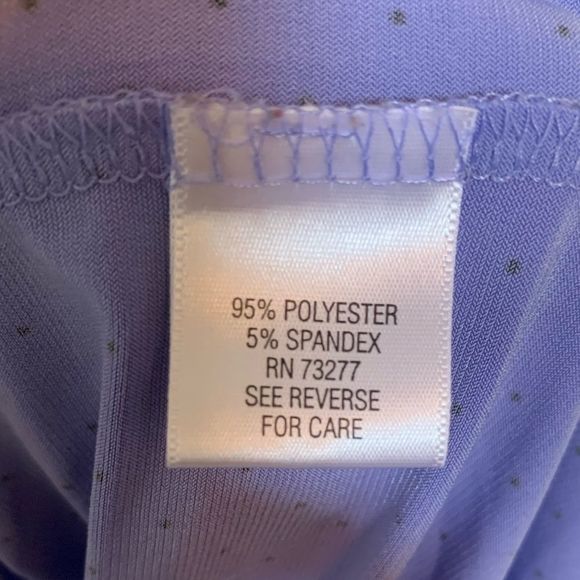 95% POLYESTER
5% SPANDEX
RN 73277
SEE REVERSE
FOR CARE